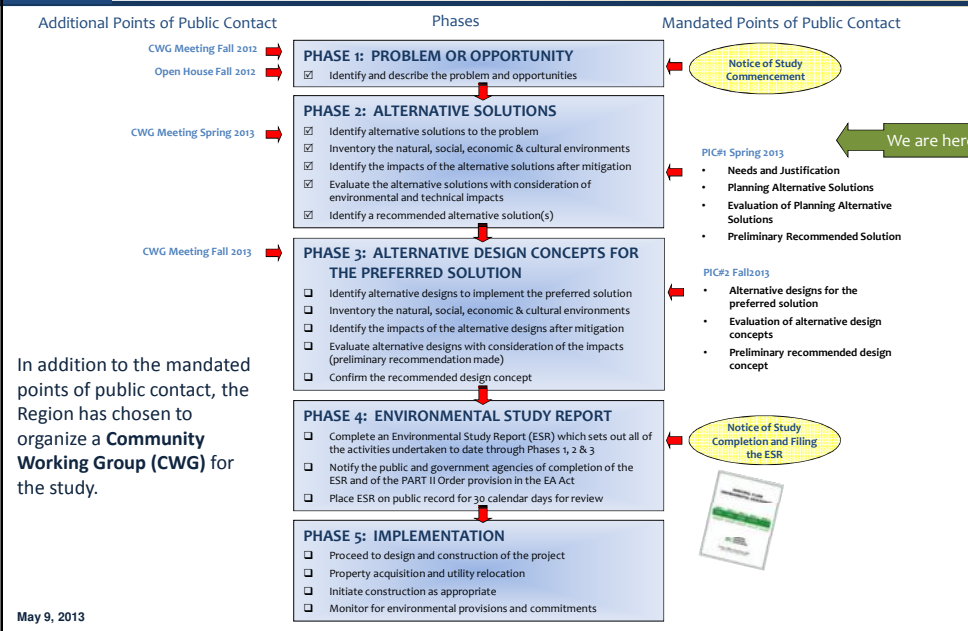 Additional Points of Public Contact
Phases
Mandated Points of Public Contact
CWG Meeting Fall 2012
Open House Fall 2012
PHASE 1: PROBLEM OR OPPORTUNITY
☑ Identify and describe the problem and opportunities
Notice of Study
Commencement
CWG Meeting Spring 2013
PHASE 2: ALTERNATIVE SOLUTIONS
☑ Identify alternative solutions to the problem
☑ Inventory the natural, social, economic & cultural environments
☑ Identify the impacts of the alternative solutions after mitigation
☑ Evaluate the alternative solutions with consideration of
environmental and technical impacts
☑ Identify a recommended alternative solution(s)
We are here
PIC#1 Spring 2013
• Needs and Justification
• Planning Alternative Solutions
• Evaluation of Planning Alternative
Solutions
• Preliminary Recommended Solution
CWG Meeting Fall 2013
PHASE 3: ALTERNATIVE DESIGN CONCEPTS FOR
THE PREFERRED SOLUTION
❑ Identify alternative designs to implement the preferred solution
❑ Inventory the natural, social, economic & cultural environments
❑ Identify the impacts of the alternative designs after mitigation
❑ Evaluate alternative designs with consideration of the impacts
(preliminary recommendation made)
❑ Confirm the recommended design concept
PIC#2 Fall2013
• Alternative designs for the
preferred solution
• Evaluation of alternative design
concepts
• Preliminary recommended design
concept
In addition to the mandated
points of public contact, the
Region has chosen to
organize a Community
Working Group (CWG) for
the study.
PHASE 4: ENVIRONMENTAL STUDY REPORT
❑ Complete an Environmental Study Report (ESR) which sets out all of
the activities undertaken to date through Phases 1, 2 & 3
❑ Notify the public and government agencies of completion of the
ESR and of the PART II Order provision in the EA Act
❑ Place ESR on public record for 30 calendar days for review
Notice of Study
Completion and Filing
the ESR
PHASE 5: IMPLEMENTATION
❑ Proceed to design and construction of the project
❑ Property acquisition and utility relocation
❑ Initiate construction as appropriate
❑ Monitor for environmental provisions and commitments
May 9, 2013